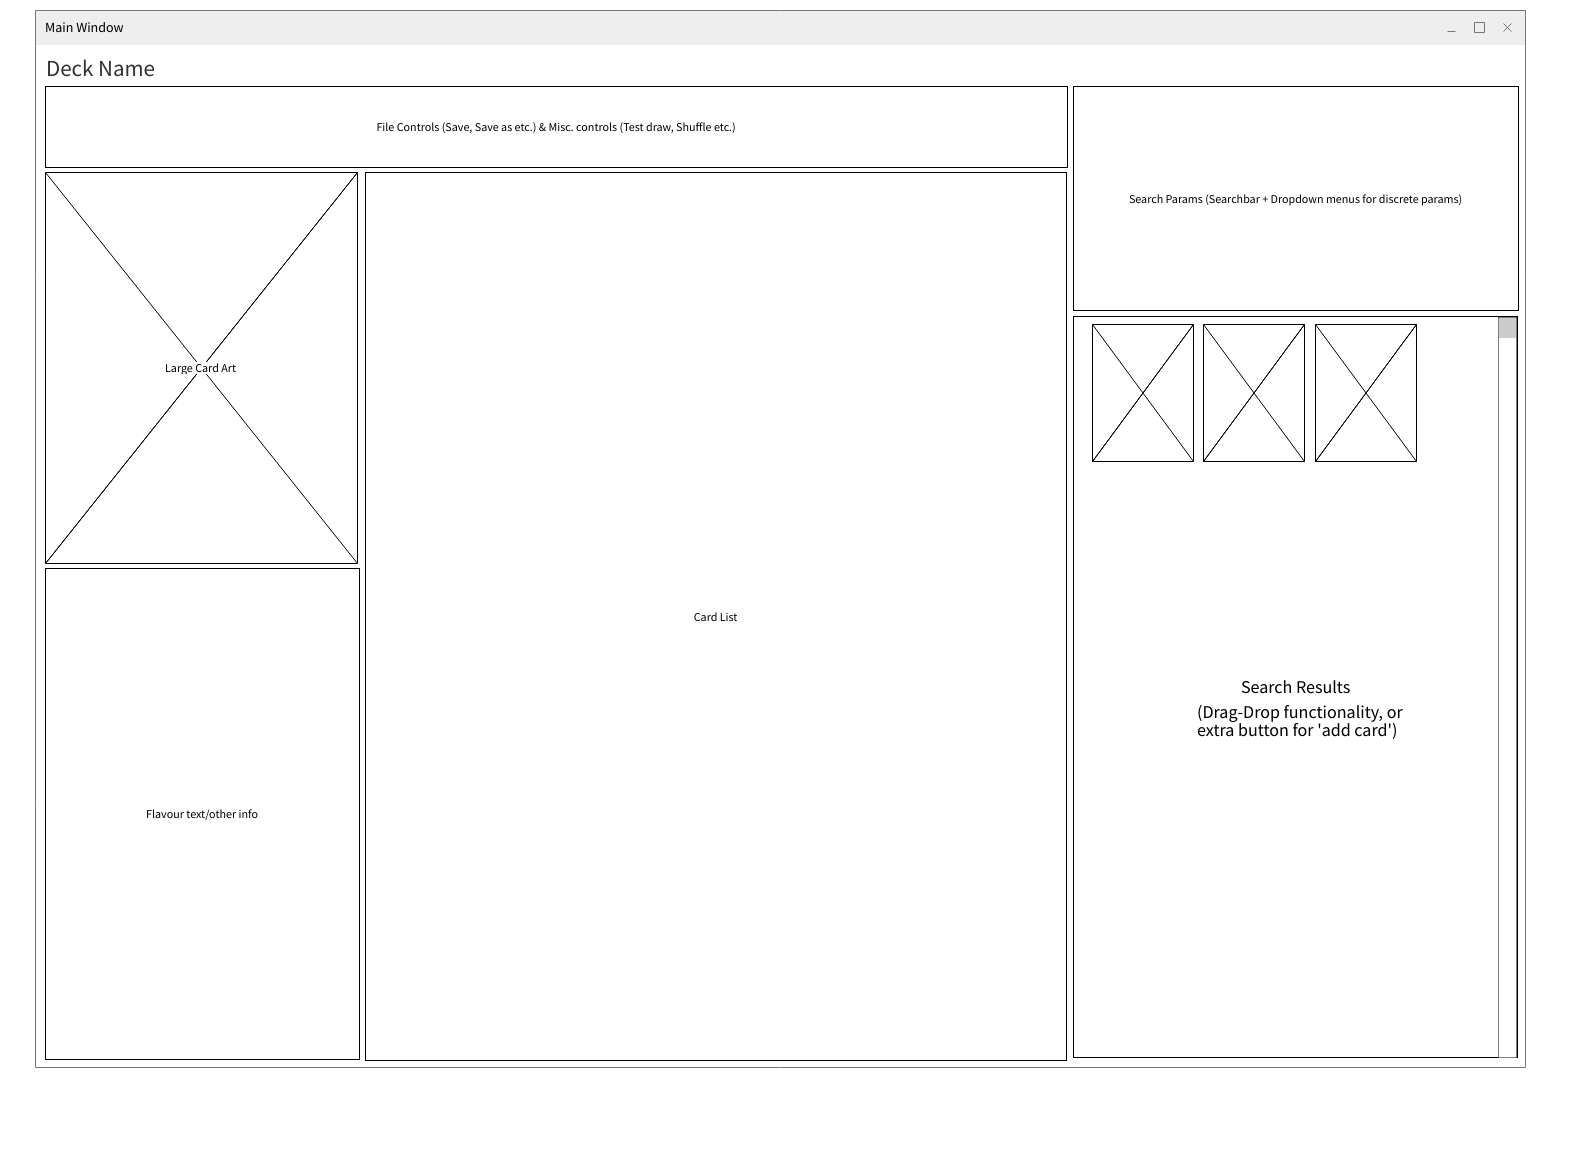 Main Window
Deck Name
File Controls (Save, Save as etc.) & Misc. controls (Test draw, Shuffle etc.)
Search Params (Searchbar + Dropdown menus for discrete params)
Large Card Art
Card List
Search Results
(Drag-Drop functionality, or
extra button for 'add card')
Flavour text/other info